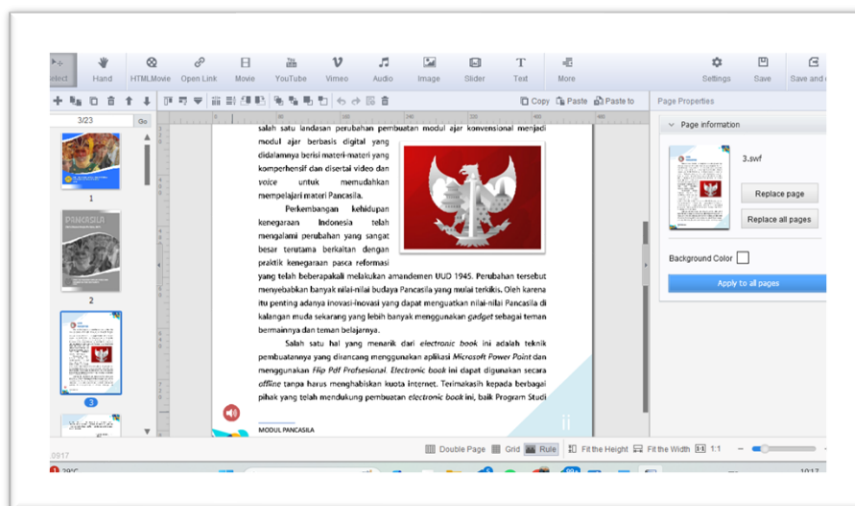 Select Hand HTMLMovie Open Link Movie YouTube Vimeo Audio Image Slider Text More Settings Save Save and
Copy Paste Paste to Page Properties
3/23 Go
Page information
3.swf
Replace page
Replace all pages
Background Color
Apply to all pages
1
PANCASILA
2
3
salah satu landasan perubahan pembuatan modul ajar konvensional menjadi
modul ajar berbasis digital yang
didalamnya berisi materi-materi yang
komperhensif dan disertai video dan
voice untuk memudahkan
mempelajari materi Pancasila.
Perkembangan kehidupan
kenegaraan Indonesia telah
mengalami perubahan yang sangat
besar terutama berkaitan dengan
praktik kenegaraan pasca reformasi
yang telah beberapakali melakukan amandemen UUD 1945. Perubahan tersebut
menyebabkan banyak nilai-nilai budaya Pancasila yang mulai terkikis. Oleh karena
itu penting adanya inovasi-inovasi yang dapat menguatkan nilai-nilai Pancasila di
kalangan muda sekarang yang lebih banyak menggunakan gadget sebagai teman
bermainnya dan teman belajarnya.
Salah satu hal yang menarik dari electronic book ini adalah teknik
pembuatannya yang dirancang menggunakan aplikasi Microsoft Power Point dan
menggunakan Flip Pdf Profsesional. Electronic book ini dapat digunakan secara
offline tanpa harus menghabiskan kuota internet. Terimakasih kepada berbagai
pihak yang telah mendukung pembuatan electronic book ini, baik Program Studi
ii
MODUL PANCASILA
0917 Double Page Grid Rule Fit the Height Fit the Width 1:1
29°C 10:17